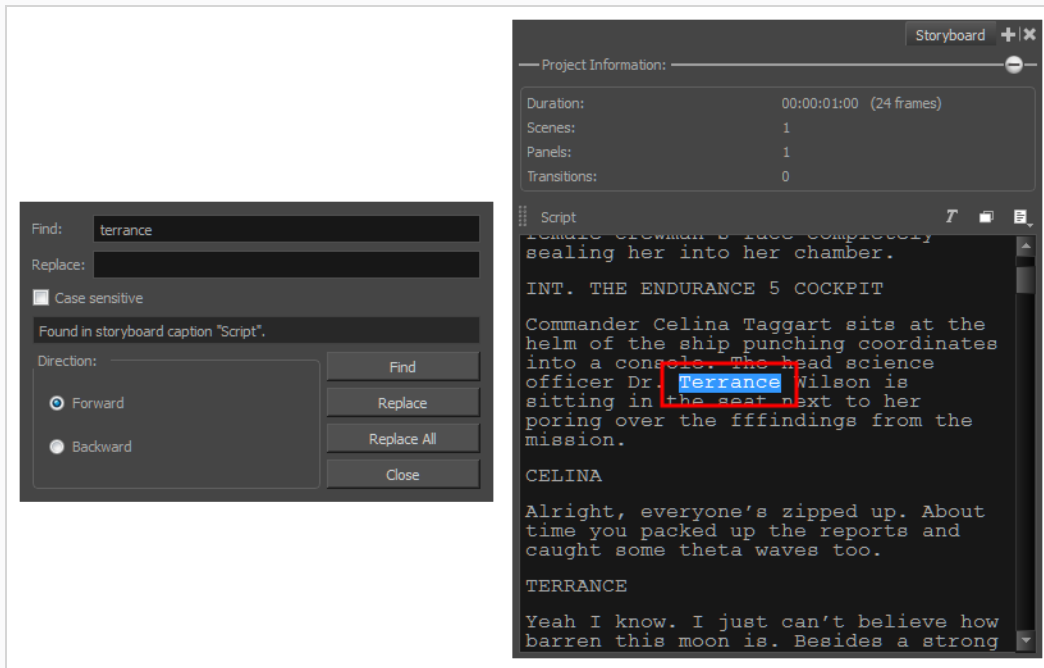 Find: terrance
Replace:
Case sensitive
Found in storyboard caption "Script".
Direction:
Forward
Backward
Find
Replace
Replace All
Close
Storyboard
Project Information:
Duration: 00:00:01:00 (24 frames)
Scenes: 1
Panels: 1
Transitions: 0
Script
female crewman's face completely
sealing her into her chamber.
INT. THE ENDURANCE 5 COCKPIT
Commander Celina Taggart sits at the
helm of the ship punching coordinates
into a console. The head science
officer Dr. Terrance Wilson is
sitting in the seat next to her
poring over the fffindings from the
mission.
CELINA
Alright, everyone's zipped up. About
time you packed up the reports and
caught some theta waves too.
TERRANCE
Yeah I know. I just can't believe how
barren this moon is. Besides a strong